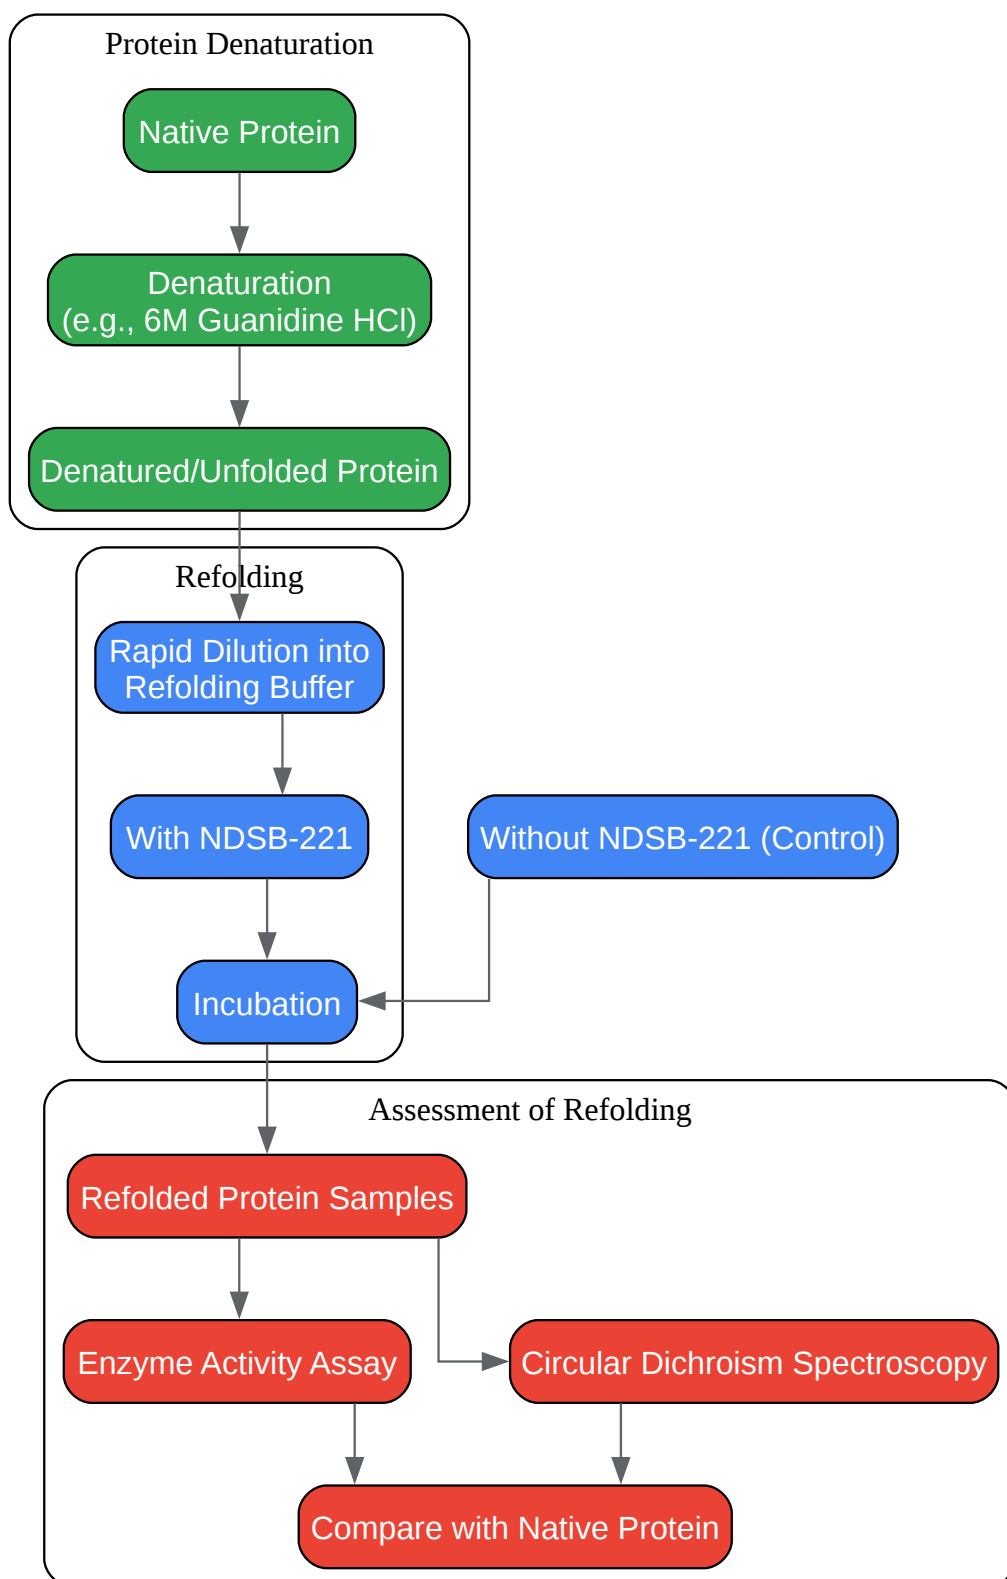 Protein Denaturation
Native Protein
Denaturation
(e.g., 6M Guanidine HCl)
Denatured/Unfolded Protein
Refolding
Rapid Dilution into
Refolding Buffer
With NDSB-221
Without NDSB-221 (Control)
Incubation
Assessment of Refolding
Refolded Protein Samples
Enzyme Activity Assay
Circular Dichroism Spectroscopy
Compare with Native Protein